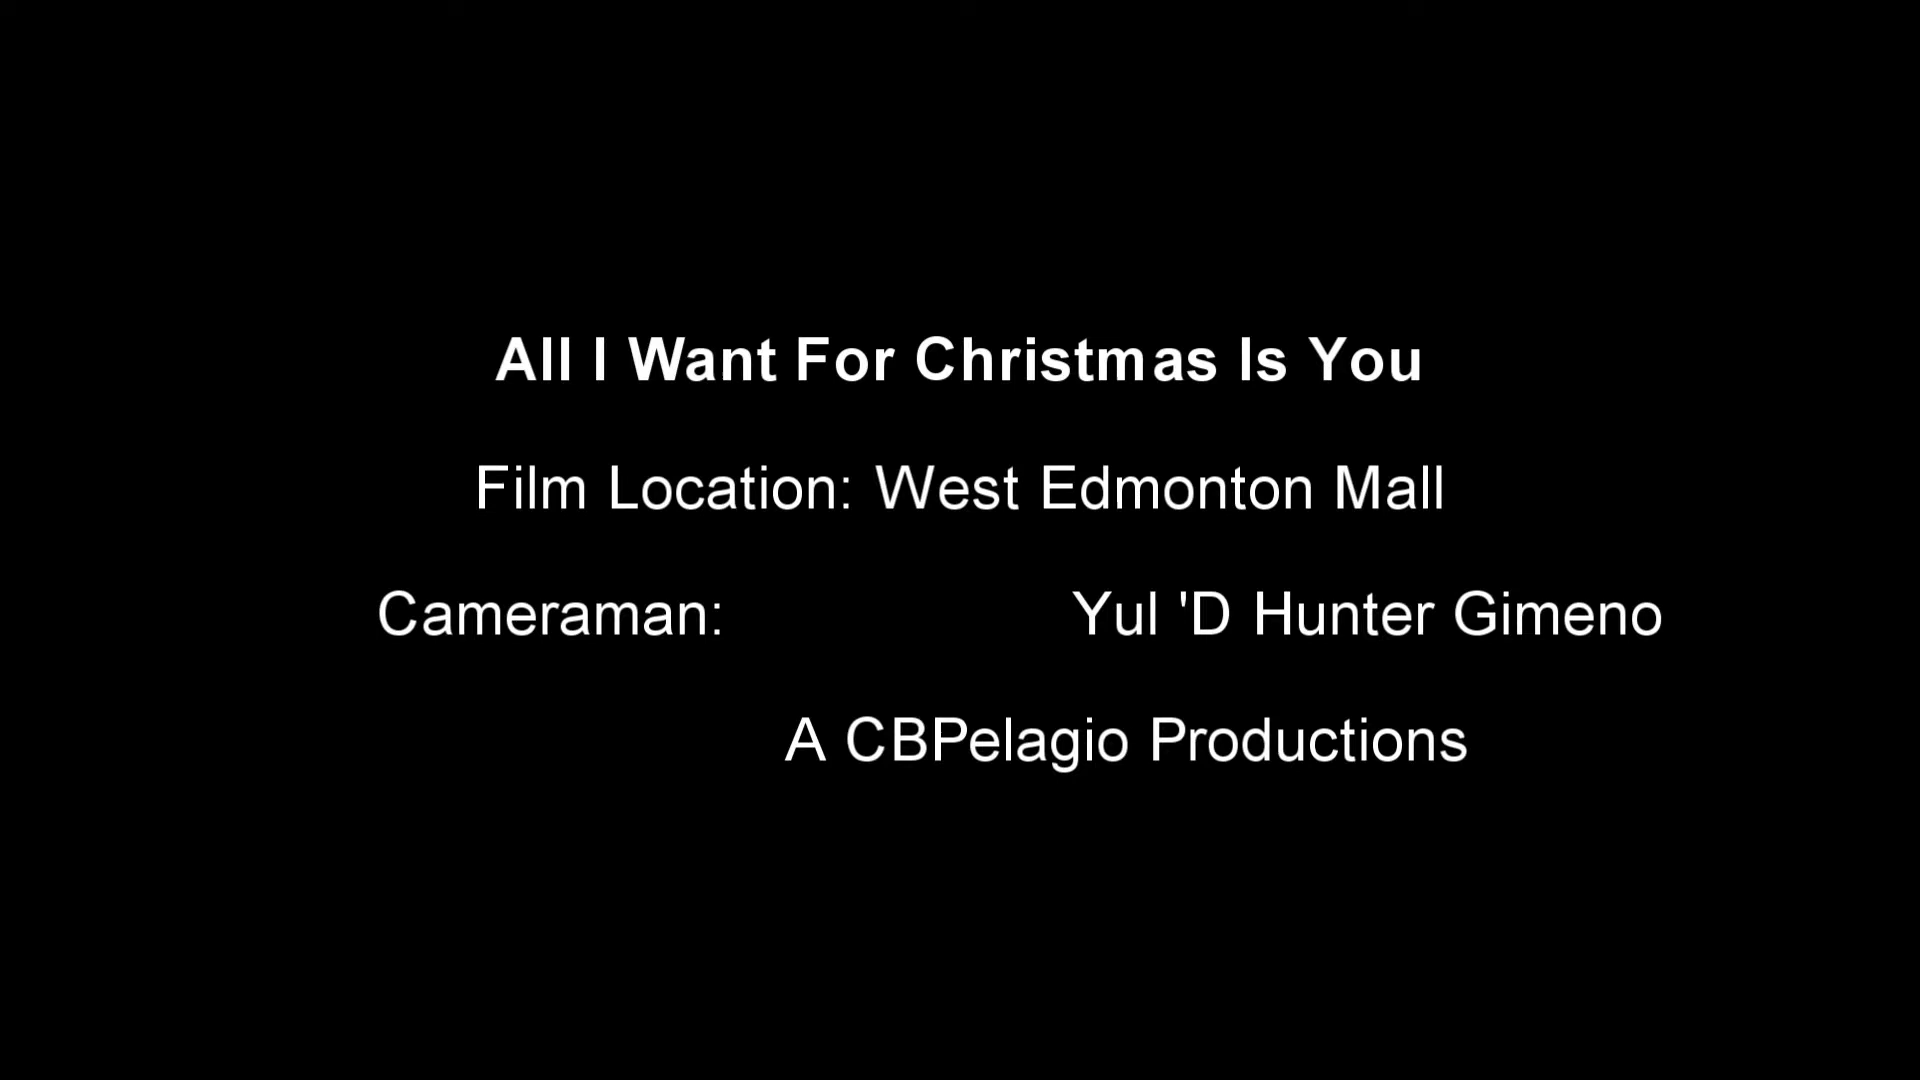 All I Want For Christmas Is You
Film Location: West Edmonton Mall
Cameraman: Yul 'D Hunter Gimeno
A CBPelagio Productions